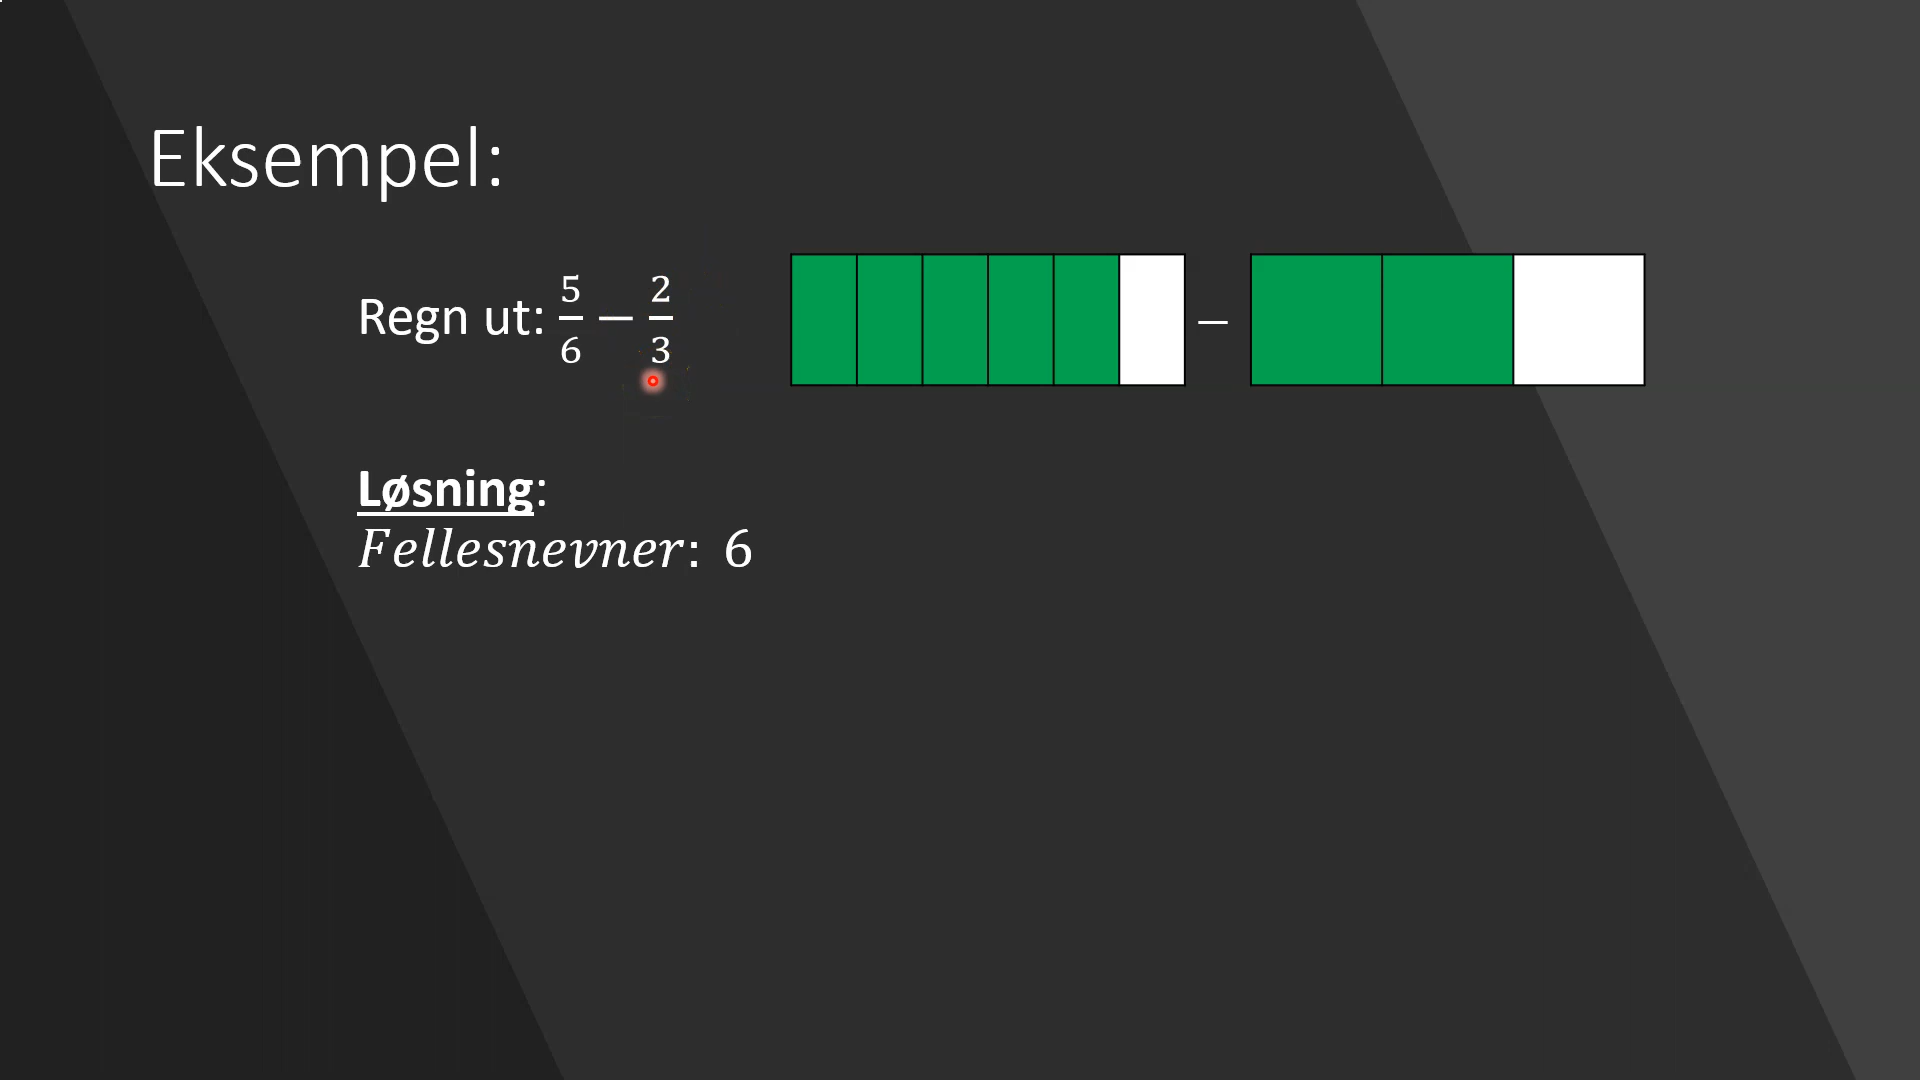 Eksempel:
Regn ut: 5/6 − 2/3
−
Løsning:
Fellesnevner: 6